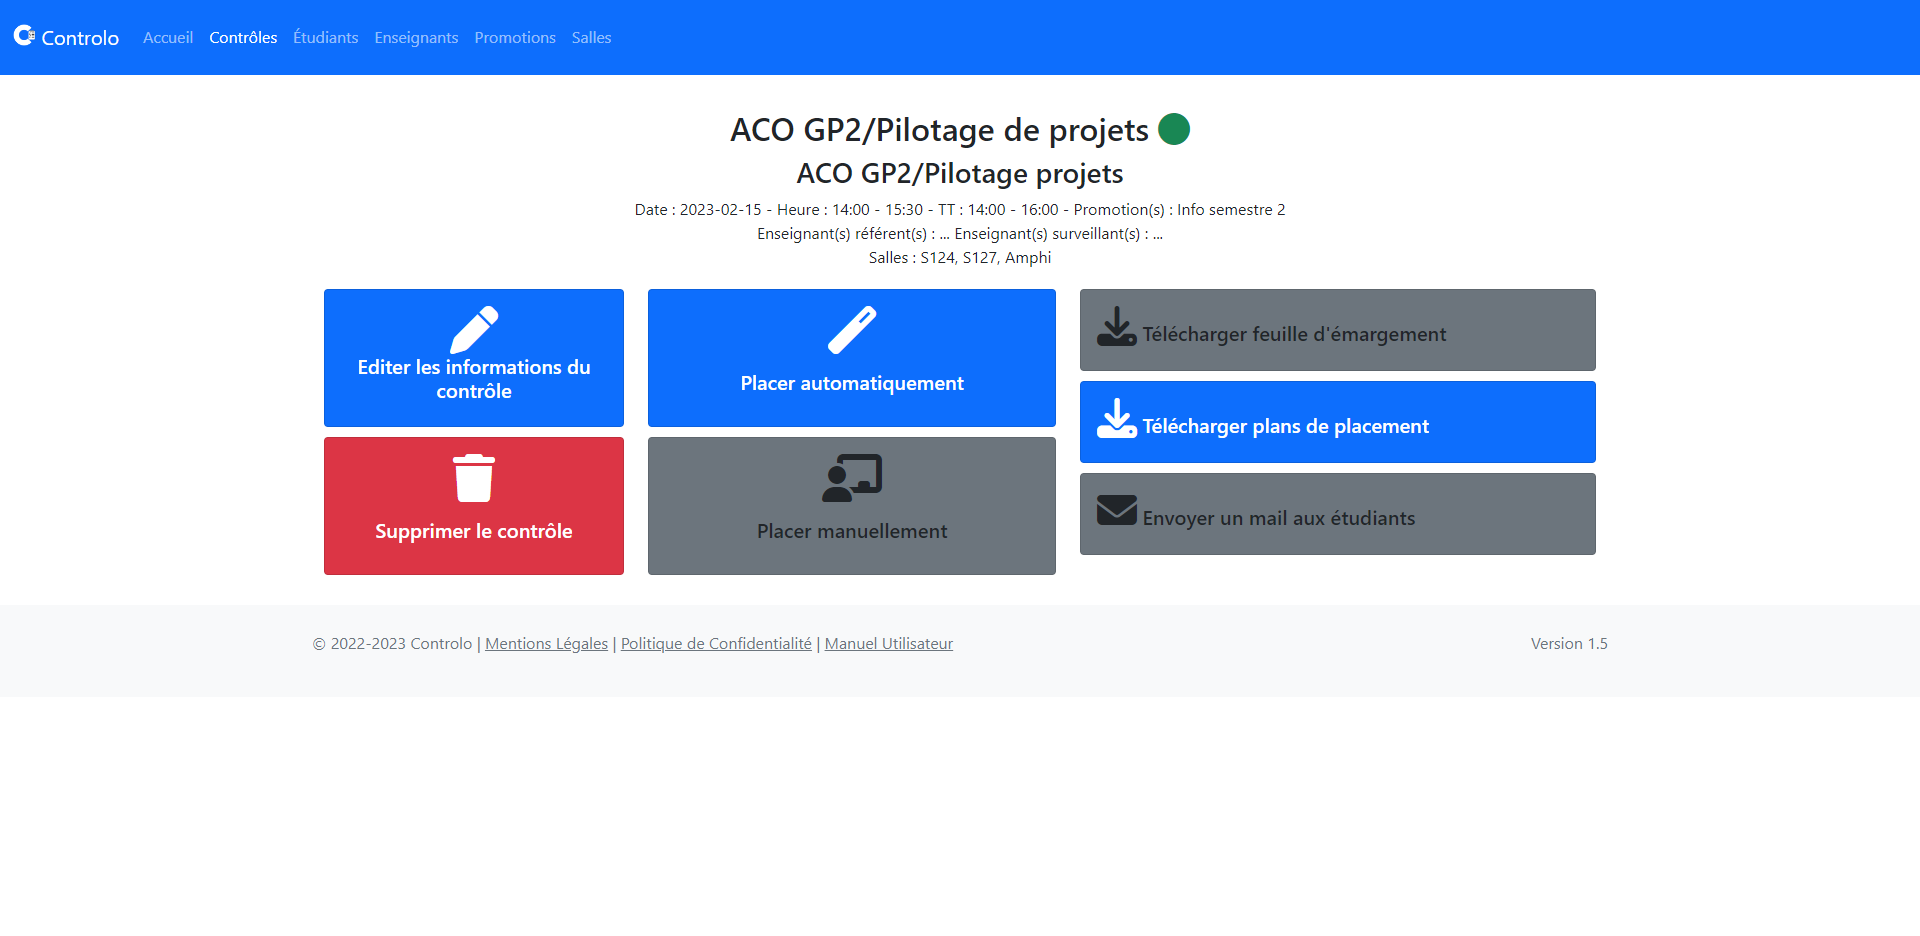 Controlo Accueil Contrôles Étudiants Enseignants Promotions Salles
ACO GP2/Pilotage de projets
ACO GP2/Pilotage projets
Date : 2023-02-15 - Heure : 14:00 - 15:30 - TT : 14:00 - 16:00 - Promotion(s) : Info semestre 2
Enseignant(s) référent(s) : ... Enseignant(s) surveillant(s) : ...
Salles : S124, S127, Amphi
Editer les informations du
contrôle
Supprimer le contrôle
Placer automatiquement
Placer manuellement
Télécharger feuille d'émargement
Télécharger plans de placement
Envoyer un mail aux étudiants
© 2022-2023 Controlo | Mentions Légales | Politique de Confidentialité | Manuel Utilisateur
Version 1.5